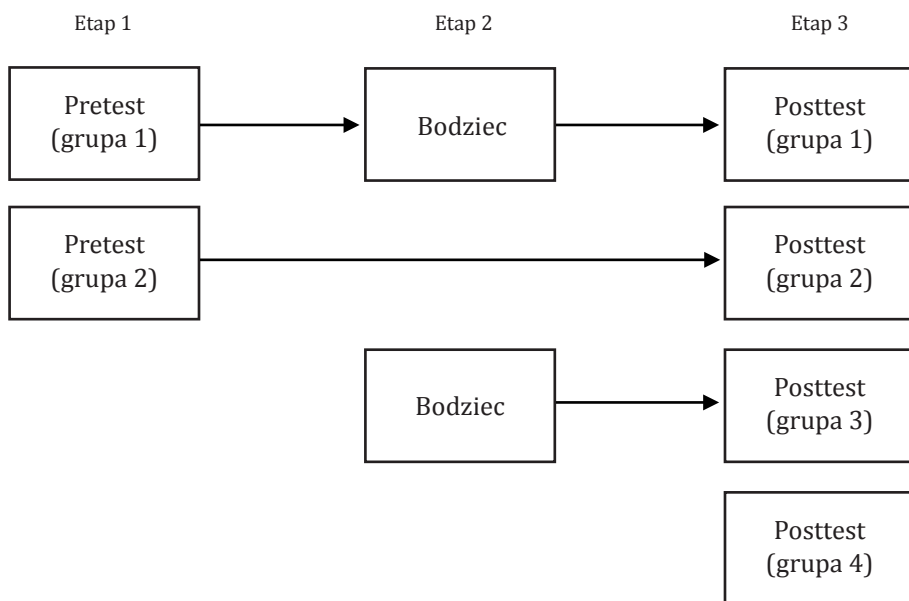 Etap 1
Etap 2
Etap 3
Pretest
(grupa 1)
Bodziec
Posttest
(grupa 1)
Pretest
(grupa 2)
Posttest
(grupa 2)
Bodziec
Posttest
(grupa 3)
Posttest
(grupa 4)